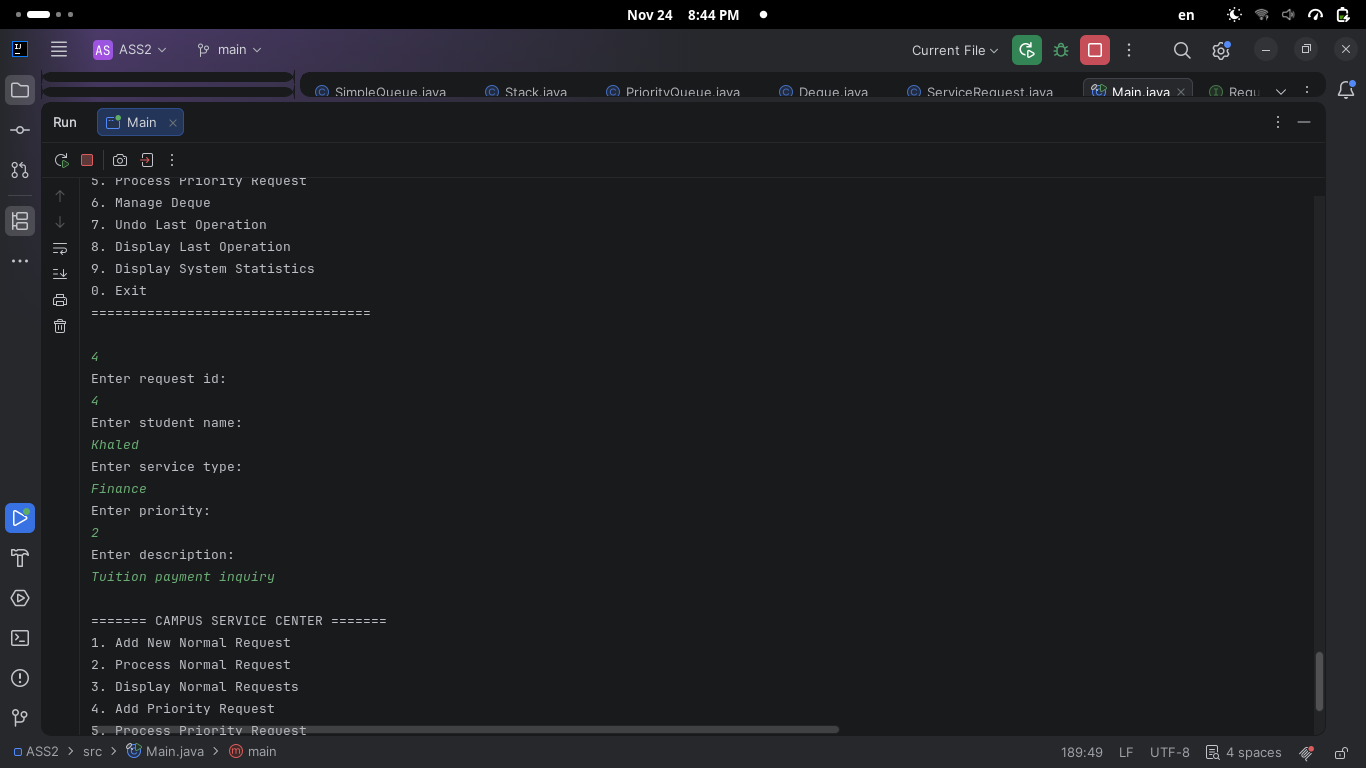 Nov 24 8:44 PM
en
AS ASS2
main
Current File
SimpleQueue.java
Stack.java
PriorityQueue.java
Deque.java
ServiceRequest.java
Main.java
Requ
Run
Main
5. Process Priority Request
6. Manage Deque
7. Undo Last Operation
8. Display Last Operation
9. Display System Statistics
0. Exit
===================================
4
Enter request id:
4
Enter student name:
Khaled
Enter service type:
Finance
Enter priority:
2
Enter description:
Tuition payment inquiry
======= CAMPUS SERVICE CENTER =======
1. Add New Normal Request
2. Process Normal Request
3. Display Normal Requests
4. Add Priority Request
5. Process Priority Request
ASS2 > src > Main.java > main
189:49 LF UTF-8 4 spaces